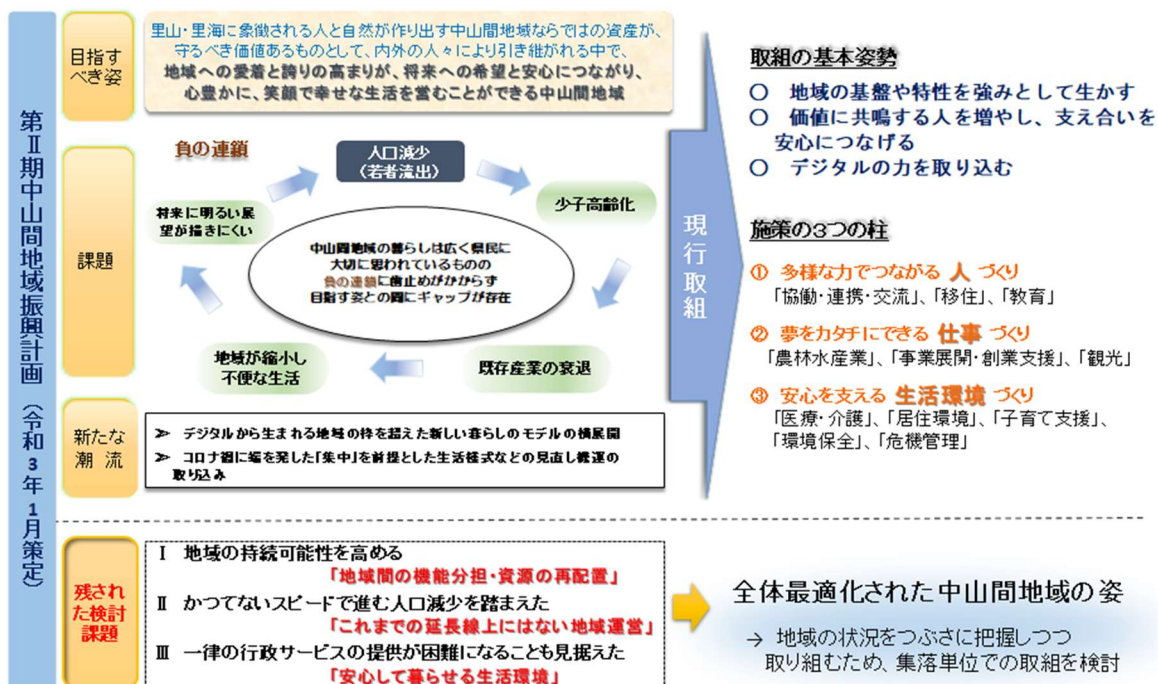 第Ⅱ期中山間地域振興計画(令和3年1月策定)
目指す
べき姿
里山・里海に象徴される人と自然が作り出す中山間地域ならではの資産が、
守るべき価値あるものとして、内外の人々により引き継がれる中で、
地域への愛着と誇りの高まりが、将来への希望と安心につながり、
心豊かに、笑顔で幸せな生活を営むことができる中山間地域
課題
負の連鎖
人口減少
(若者流出)
少子高齢化
既存産業の衰退
地域が縮小し
不便な生活
将来に明るい展
望が描きにくい
中山間地域の暮らしは広く県民に
大切に思われているものの
負の連鎖に歯止めがかからず
目指す姿との間にギャップが存在
新たな
潮 流
➢ デジタルから生まれる地域の枠を超えた新しい暮らしのモデルの横展開
➢ コロナ禍に端を発した「集中」を前提とした生活様式などの見直し機運の
取り込み
現行取組
取組の基本姿勢
○ 地域の基盤や特性を強みとして生かす
○ 価値に共鳴する人を増やし、支え合いを
安心につなげる
○ デジタルの力を取り込む
施策の3つの柱
① 多様な力でつながる 人 づくり
「協働・連携・交流」、「移住」、「教育」
② 夢をカタチにできる 仕事 づくり
「農林水産業」、「事業展開・創業支援」、「観光」
③ 安心を支える 生活環境 づくり
「医療・介護」、「居住環境」、「子育て支援」、
「環境保全」、「危機管理」
残され
た検討
課題
Ⅰ 地域の持続可能性を高める
「地域間の機能分担・資源の再配置」
Ⅱ かつてないスピードで進む人口減少を踏まえた
「これまでの延長線上にはない地域運営」
Ⅲ 一律の行政サービスの提供が困難になることも見据えた
「安心して暮らせる生活環境」
全体最適化された中山間地域の姿
→ 地域の状況をつぶさに把握しつつ
取り組むため、集落単位での取組を検討